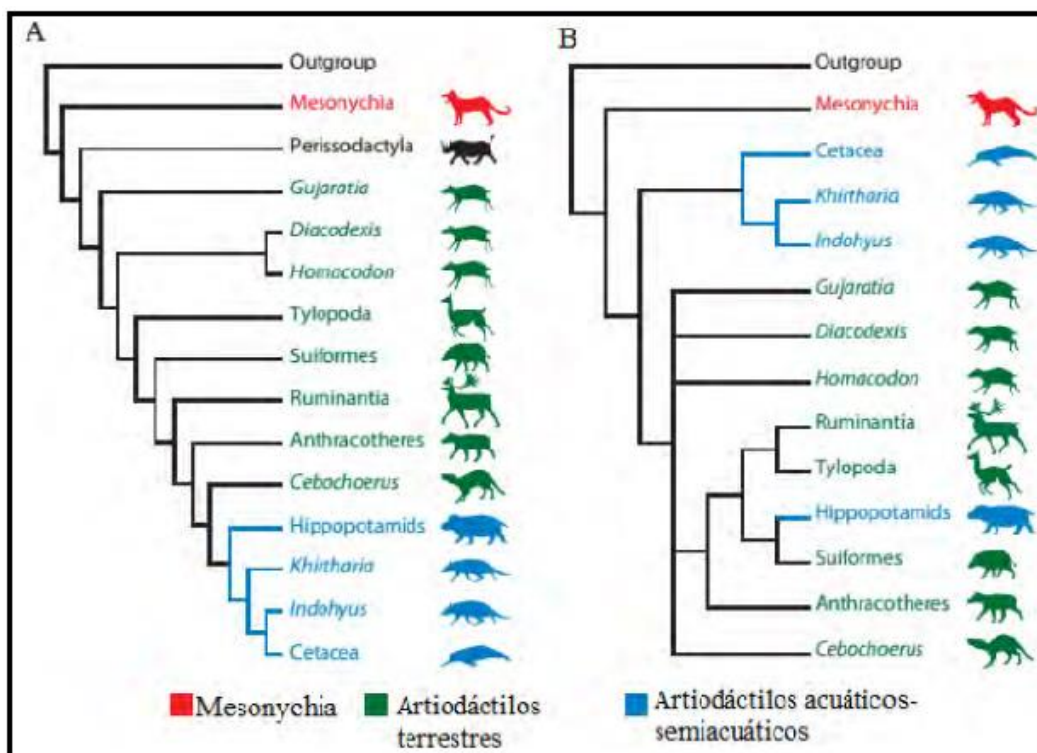 A
Outgroup
Mesonychia
Perissodactyla
Gujaratia
Diacodexis
Homacodon
Tylopoda
Suiformes
Ruminantia
Anthracotheres
Cebochoerus
Hippopotamids
Khirtharia
Indohyus
Cetacea
B
Outgroup
Mesonychia
Cetacea
Khirtharia
Indohyus
Gujaratia
Diacodexis
Homacodon
Ruminantia
Tylopoda
Hippopotamids
Suiformes
Anthracotheres
Cebochoerus
Mesonychia
Artiodáctilos
terrestres
Artiodáctilos acuáticos-
semiacuáticos